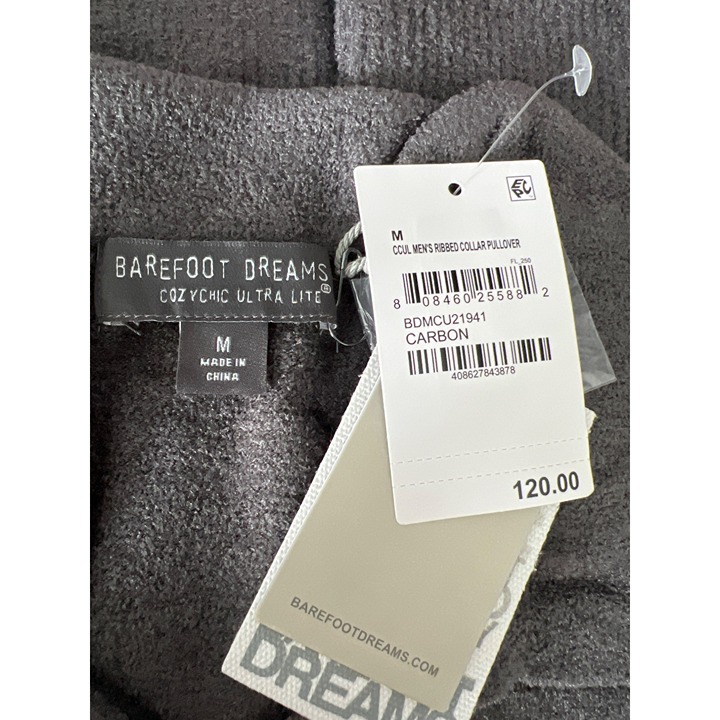 BAREFOOT DREAMS
COZYCHIC ULTRA LITE
M
MADE IN
CHINA
EPC
M
CCUL MEN'S RIBBED COLLAR PULLOVER
FL_250
8 08460 25588 2
BDMCU21941
CARBON
408627843878
120.00
BAREFOOTDREAMS.COM
DREAMS